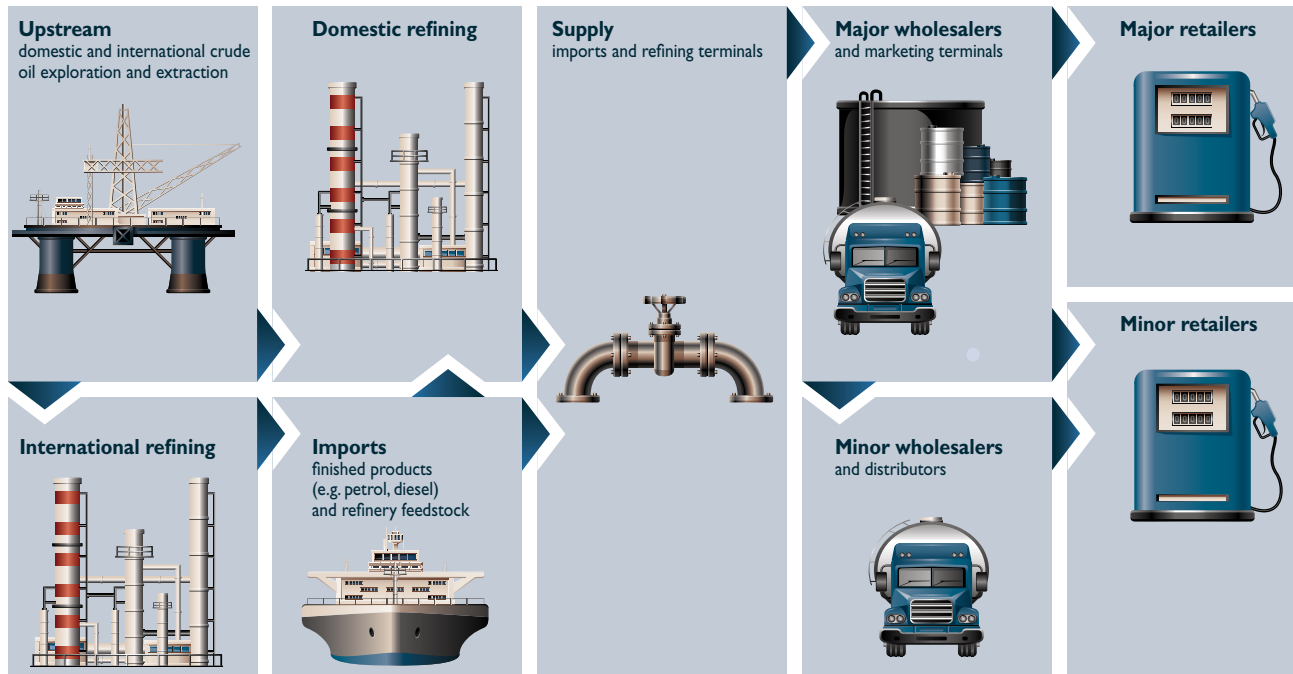 Upstream
domestic and international crude
oil exploration and extraction
Domestic refining
Supply
imports and refining terminals
Major wholesalers
and marketing terminals
Major retailers
Minor retailers
International refining
Imports
finished products
(e.g. petrol, diesel)
and refinery feedstock
Minor wholesalers
and distributors